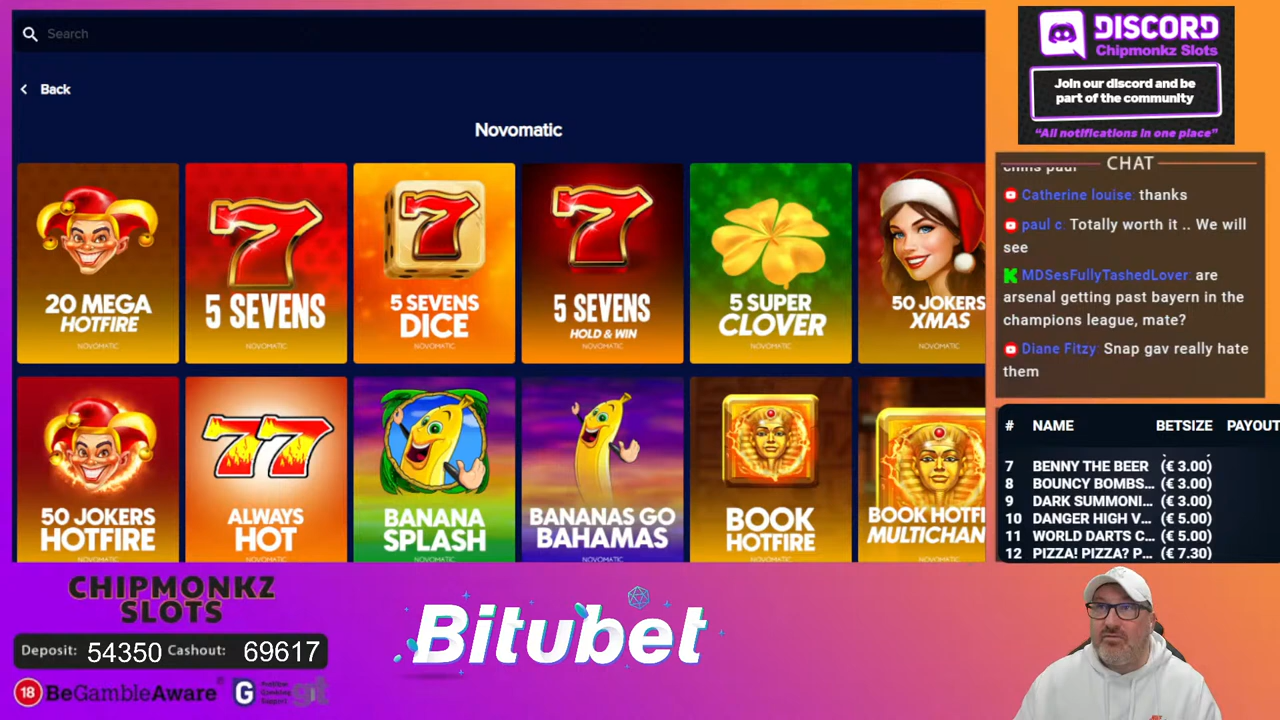 Search
Back
Novomatic
20 MEGA
HOTFIRE
NOVOMATIC
5 SEVENS
NOVOMATIC
5 SEVENS
DICE
NOVOMATIC
5 SEVENS
HOLD & WIN
NOVOMATIC
5 SUPER
CLOVER
NOVOMATIC
50 JOKERS
XMAS
NOVOMATIC
50 JOKERS
HOTFIRE
ALWAYS
HOT
BANANA
SPLASH
BANANAS GO
BAHAMAS
BOOK
HOTFIRE
BOOK HOTFI
MULTICHAN
DISCORD
Chipmonkz Slots
Join our discord and be
part of the community
"All notifications in one place"
CHAT
Catherine louise: thanks
paul c: Totally worth it .. We will
see
MDSesFullyTashedLover are
arsenal getting past bayern in the
champions league, mate?
Diane Fitzy: Snap gav really hate
them
# NAME BETSIZE PAYOUT
7 BENNY THE BEER (€ 3.00)
8 BOUNCY BOMBS... (€ 3.00)
9 DARK SUMMONI... (€ 3.00)
10 DANGER HIGH V... (€ 5.00)
11 WORLD DARTS C... (€ 5.00)
12 PIZZA! PIZZA? P... (€ 7.30)
CHIPMONKZ
SLOTS
Deposit: 54350 Cashout: 69617
18 BeGambleAware
Bitubet